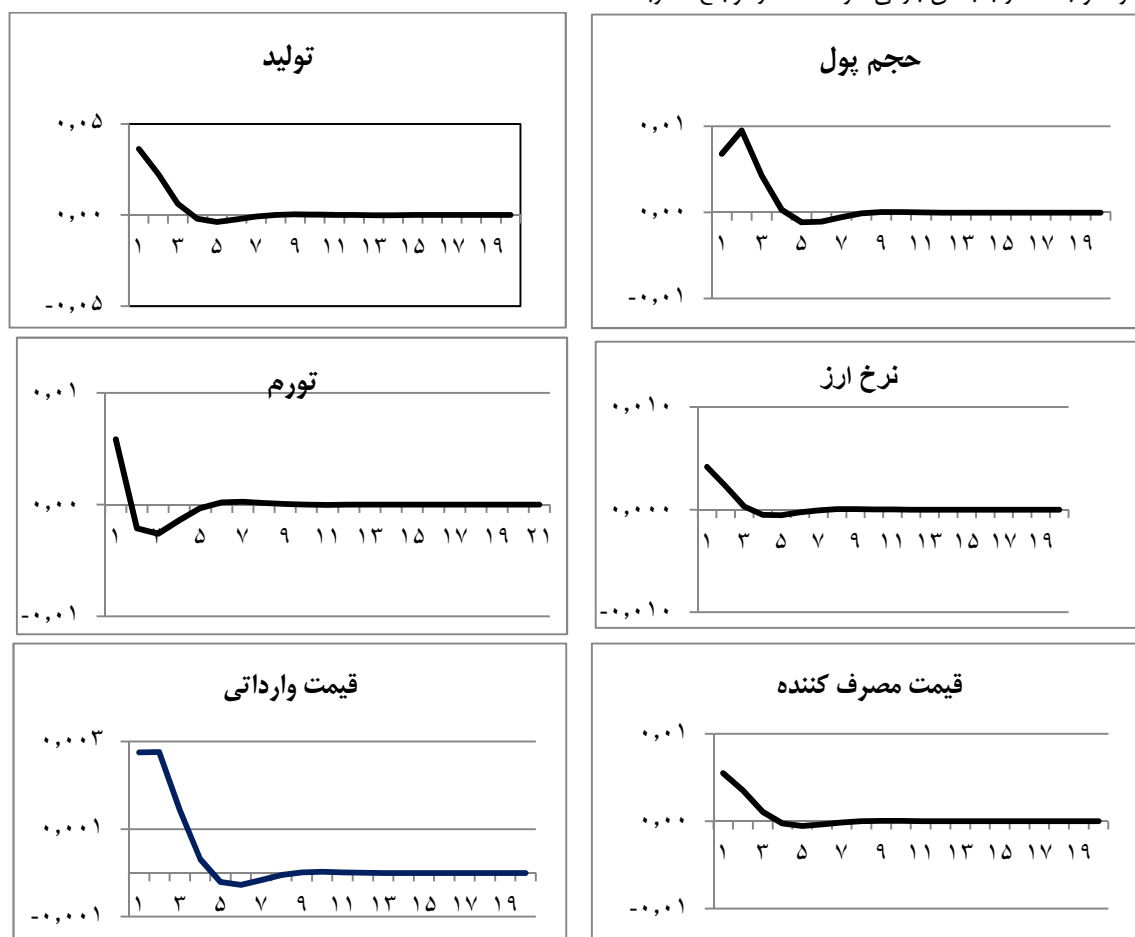 تولید
۰٫۰۵
۰٫۰۰
-۰٫۰۵
۱ ۳ ۵ ۷ ۹ ۱۱ ۱۳ ۱۵ ۱۷ ۱۹
حجم پول
۰٫۰۱
۰٫۰۰
-۰٫۰۱
۱ ۳ ۵ ۷ ۹ ۱۱ ۱۳ ۱۵ ۱۷ ۱۹
تورم
۰٫۰۱
۰٫۰۰
-۰٫۰۱
۱ ۳ ۵ ۷ ۹ ۱۱ ۱۳ ۱۵ ۱۷ ۱۹ ۲۱
نرخ ارز
۰٫۰۱۰
۰٫۰۰۰
-۰٫۰۱۰
۱ ۳ ۵ ۷ ۹ ۱۱ ۱۳ ۱۵ ۱۷ ۱۹
قیمت وارداتی
۰٫۰۰۳
۰٫۰۰۱
-۰٫۰۰۱
۱ ۳ ۵ ۷ ۹ ۱۱ ۱۳ ۱۵ ۱۷ ۱۹
قیمت مصرف کننده
۰٫۰۱
۰٫۰۰
-۰٫۰۱
۱ ۳ ۵ ۷ ۹ ۱۱ ۱۳ ۱۵ ۱۷ ۱۹